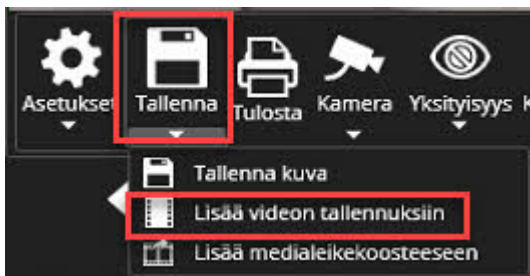 Asetukset Tallenna Tulosta Kamera Yksityisyys
Tallenna kuva
Lisää videon tallennuksiin
Lisää medialeikekoosteeseen